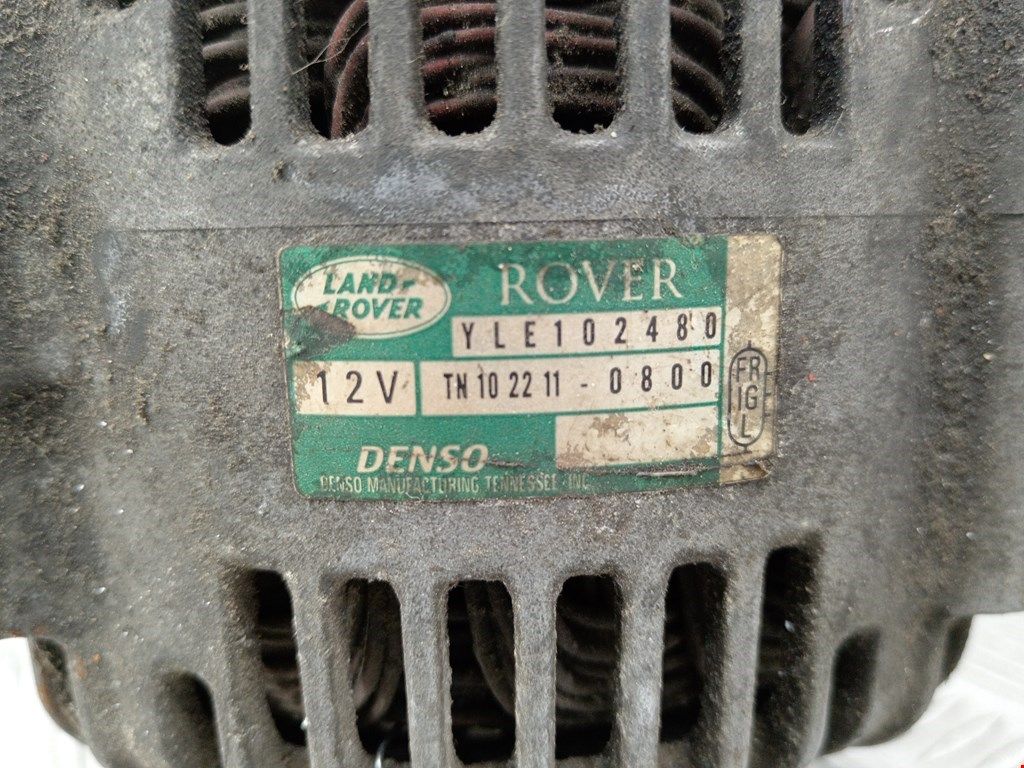 LAND-
ROVER
ROVER
YLE102480
12V
TN 10 22 11 - 0800
FR
IG
L
DENSO
DENSO MANUFACTURING TENNESSEE, INC.